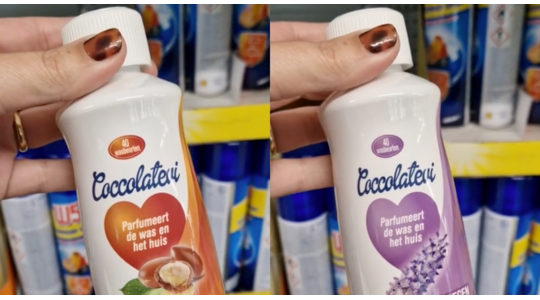 40
wasbeurten
Coccolatevi
Parfumeert
de was en
het huis
40
wasbeurten
Coccolatevi
Parfumeert
de was en
het huis